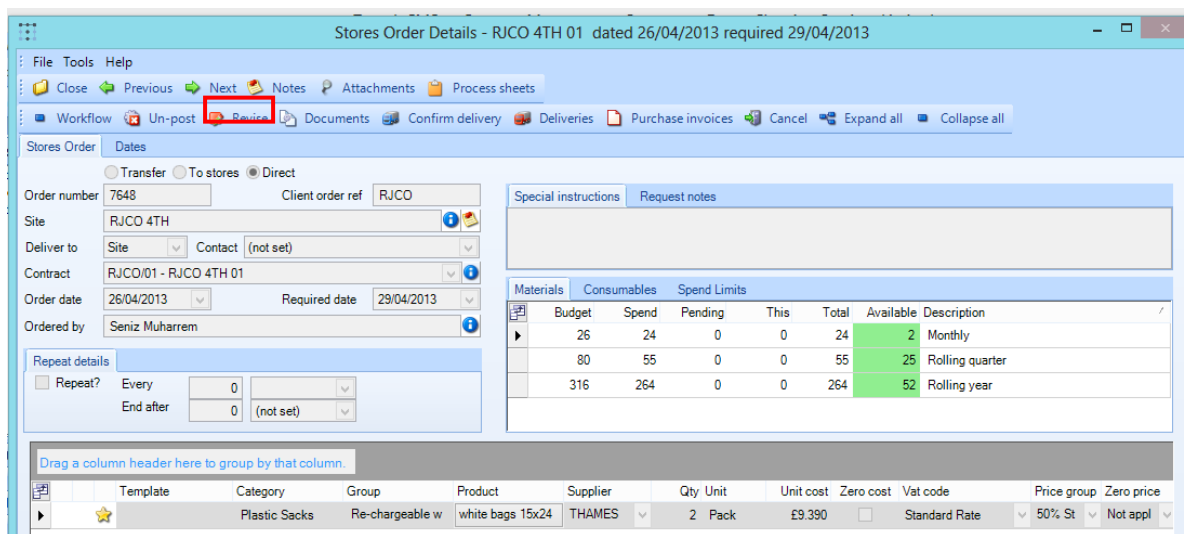 Stores Order Details - RJCO 4TH 01 dated 26/04/2013 required 29/04/2013
File Tools Help
Close Previous Next Notes Attachments Process sheets
Workflow Un-post Revise Documents Confirm delivery Deliveries Purchase invoices Cancel Expand all Collapse all
Stores Order Dates
Transfer To stores Direct
Order number 7648 Client order ref RJCO
Site RJCO 4TH
Deliver to Site Contact (not set)
Contract RJCO/01 - RJCO 4TH 01
Order date 26/04/2013 Required date 29/04/2013
Ordered by Seniz Muharrem
Special instructions Request notes
Materials Consumables Spend Limits
Budget Spend Pending This Total Available Description
26 24 0 0 24 2 Monthly
80 55 0 0 55 25 Rolling quarter
316 264 0 0 264 52 Rolling year
Repeat details
Repeat? Every 0
End after 0 (not set)
Drag a column header here to group by that column.
Template Category Group Product Supplier Qty Unit Unit cost Zero cost Vat code Price group Zero price
Plastic Sacks Re-chargeable w white bags 15x24 THAMES 2 Pack £9.390 Standard Rate 50% St Not appl